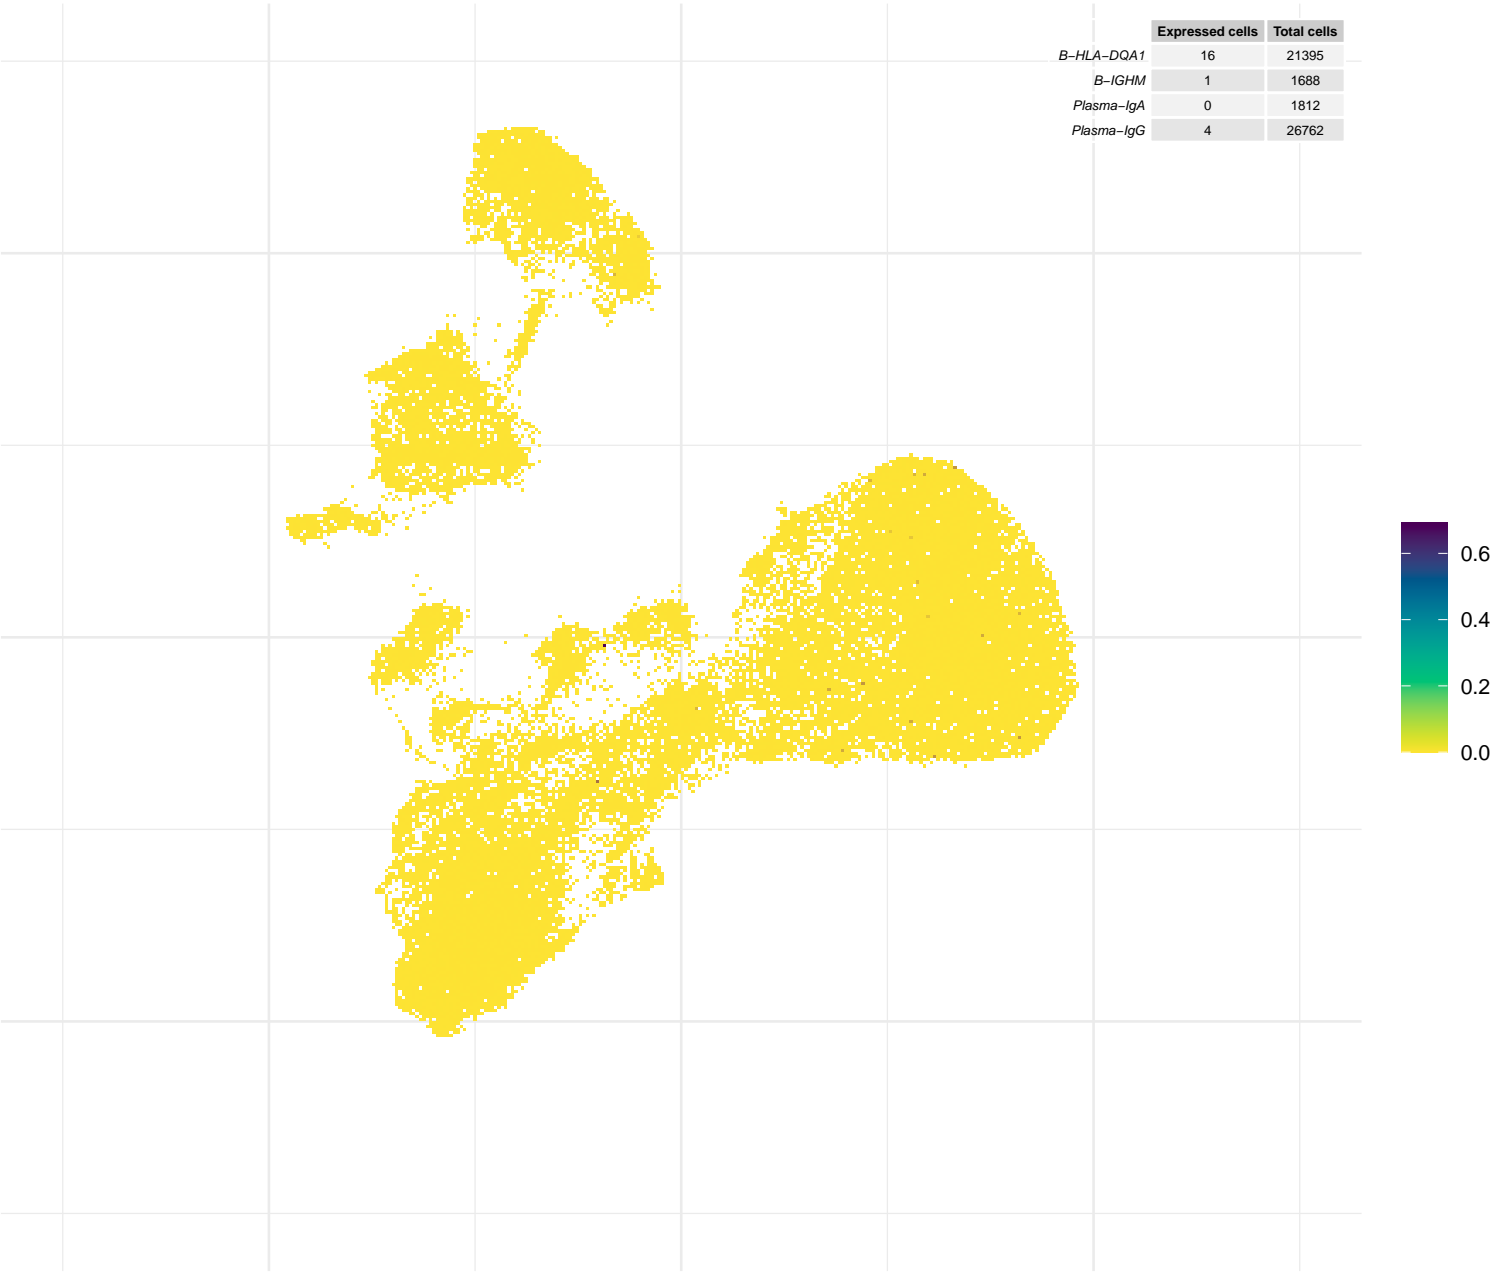 Expressed cells Total cells
B−HLA−DQA1 16 21395
B−IGHM 1 1688
Plasma−IgA 0 1812
Plasma−IgG 4 26762
0.6
0.4
0.2
0.0